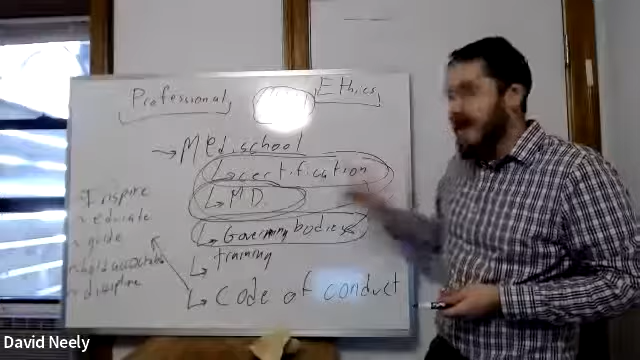 Professional Ethics
→ Med. school
↳ certification
↳ MD
↳ Governing bodies
↳ training
↳ Code of conduct
Inspire
educate
guide
hold accountable
discipline
David Neely